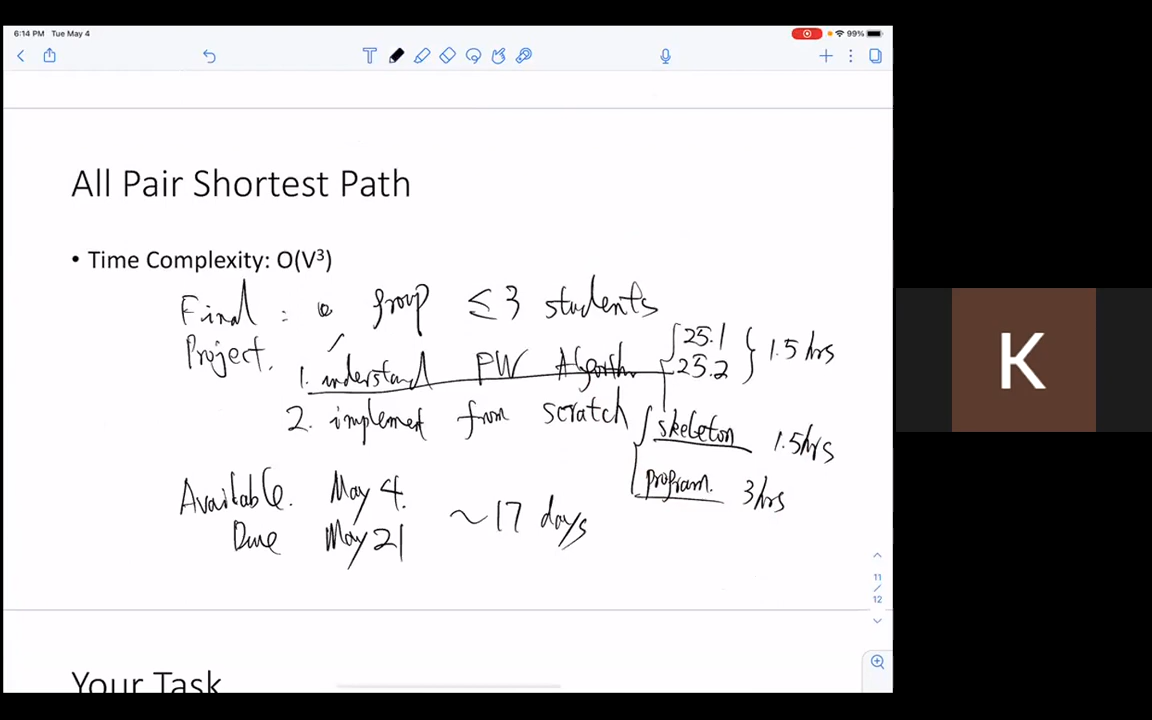 6:14 PM Tue May 4
99%
All Pair Shortest Path
• Time Complexity: O(V³)
Final : group ≤ 3 students
Project.
1. understand PW Algorithm 25.1 25.2 1.5 hrs
2. implement from scratch skeleton 1.5hrs
program. 3hrs
Available. May 4.
Due May 21 ~17 days
11
12
Your Task
K